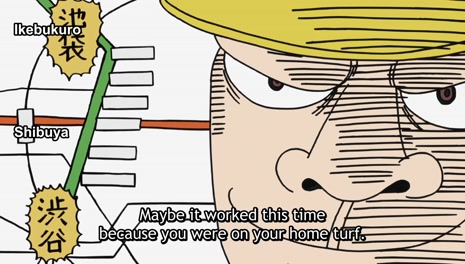 Ikebukuro
池袋
Shibuya
渋谷
Maybe it worked this time
because you were on your home turf.